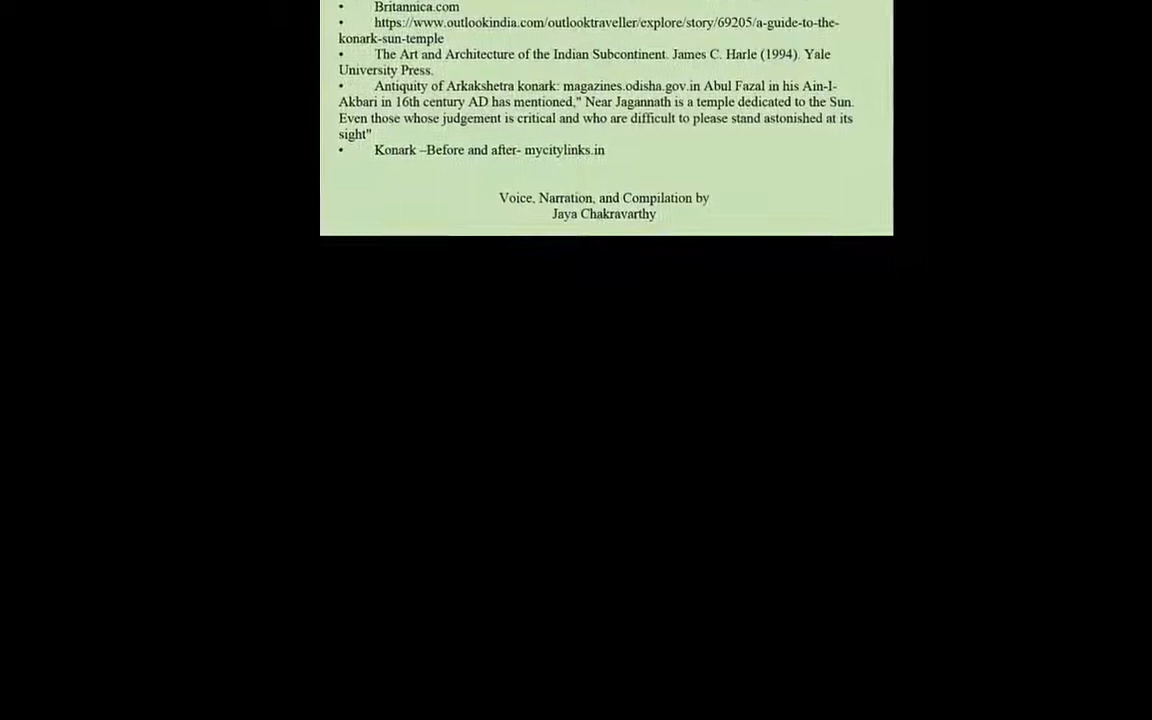 • Britannica.com
• https://www.outlookindia.com/outlooktraveller/explore/story/69205/a-guide-to-the-
konark-sun-temple
• The Art and Architecture of the Indian Subcontinent. James C. Harle (1994). Yale
University Press.
• Antiquity of Arkakshetra konark: magazines.odisha.gov.in Abul Fazal in his Ain-I-
Akbari in 16th century AD has mentioned," Near Jagannath is a temple dedicated to the Sun.
Even those whose judgement is critical and who are difficult to please stand astonished at its
sight"
• Konark –Before and after- mycitylinks.in
Voice, Narration, and Compilation by
Jaya Chakravarthy